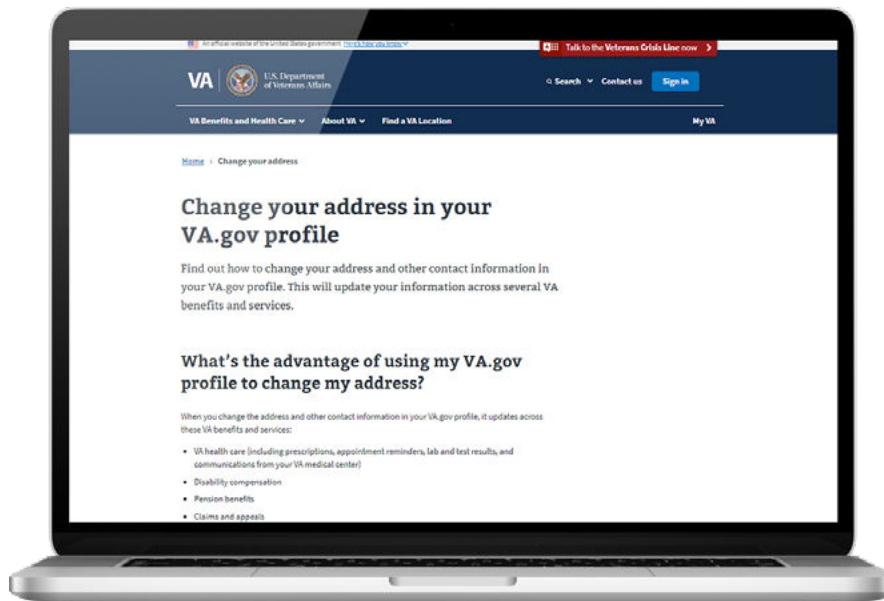 An official website of the United States government Here's how you know
Talk to the Veterans Crisis Line now
VA
U.S. Department
of Veterans Affairs
Search
Contact us
Sign in
VA Benefits and Health Care
About VA
Find a VA Location
My VA
Home › Change your address
Change your address in your
VA.gov profile
Find out how to change your address and other contact information in
your VA.gov profile. This will update your information across several VA
benefits and services.
What's the advantage of using my VA.gov
profile to change my address?
When you change the address and other contact information in your VA.gov profile, it updates across
these VA benefits and services:
• VA health care (including prescriptions, appointment reminders, lab and test results, and
communications from your VA medical center)
• Disability compensation
• Pension benefits
• Claims and appeals